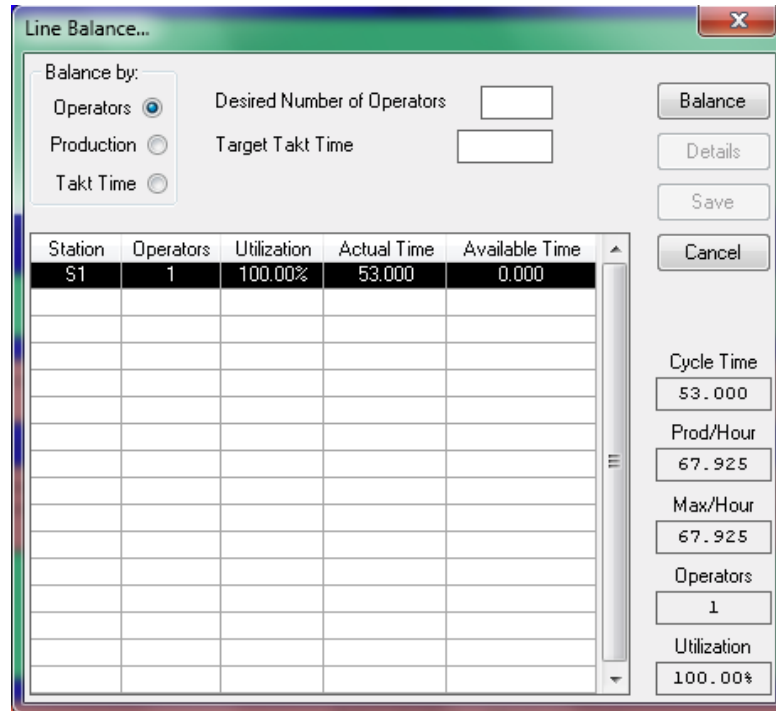 Line Balance...
Balance by:
Operators
Production
Takt Time
Desired Number of Operators
Target Takt Time
Balance
Details
Save
Cancel
Station Operators Utilization Actual Time Available Time
S1 1 100.00% 53.000 0.000
Cycle Time
53.000
Prod/Hour
67.925
Max/Hour
67.925
Operators
1
Utilization
100.00%